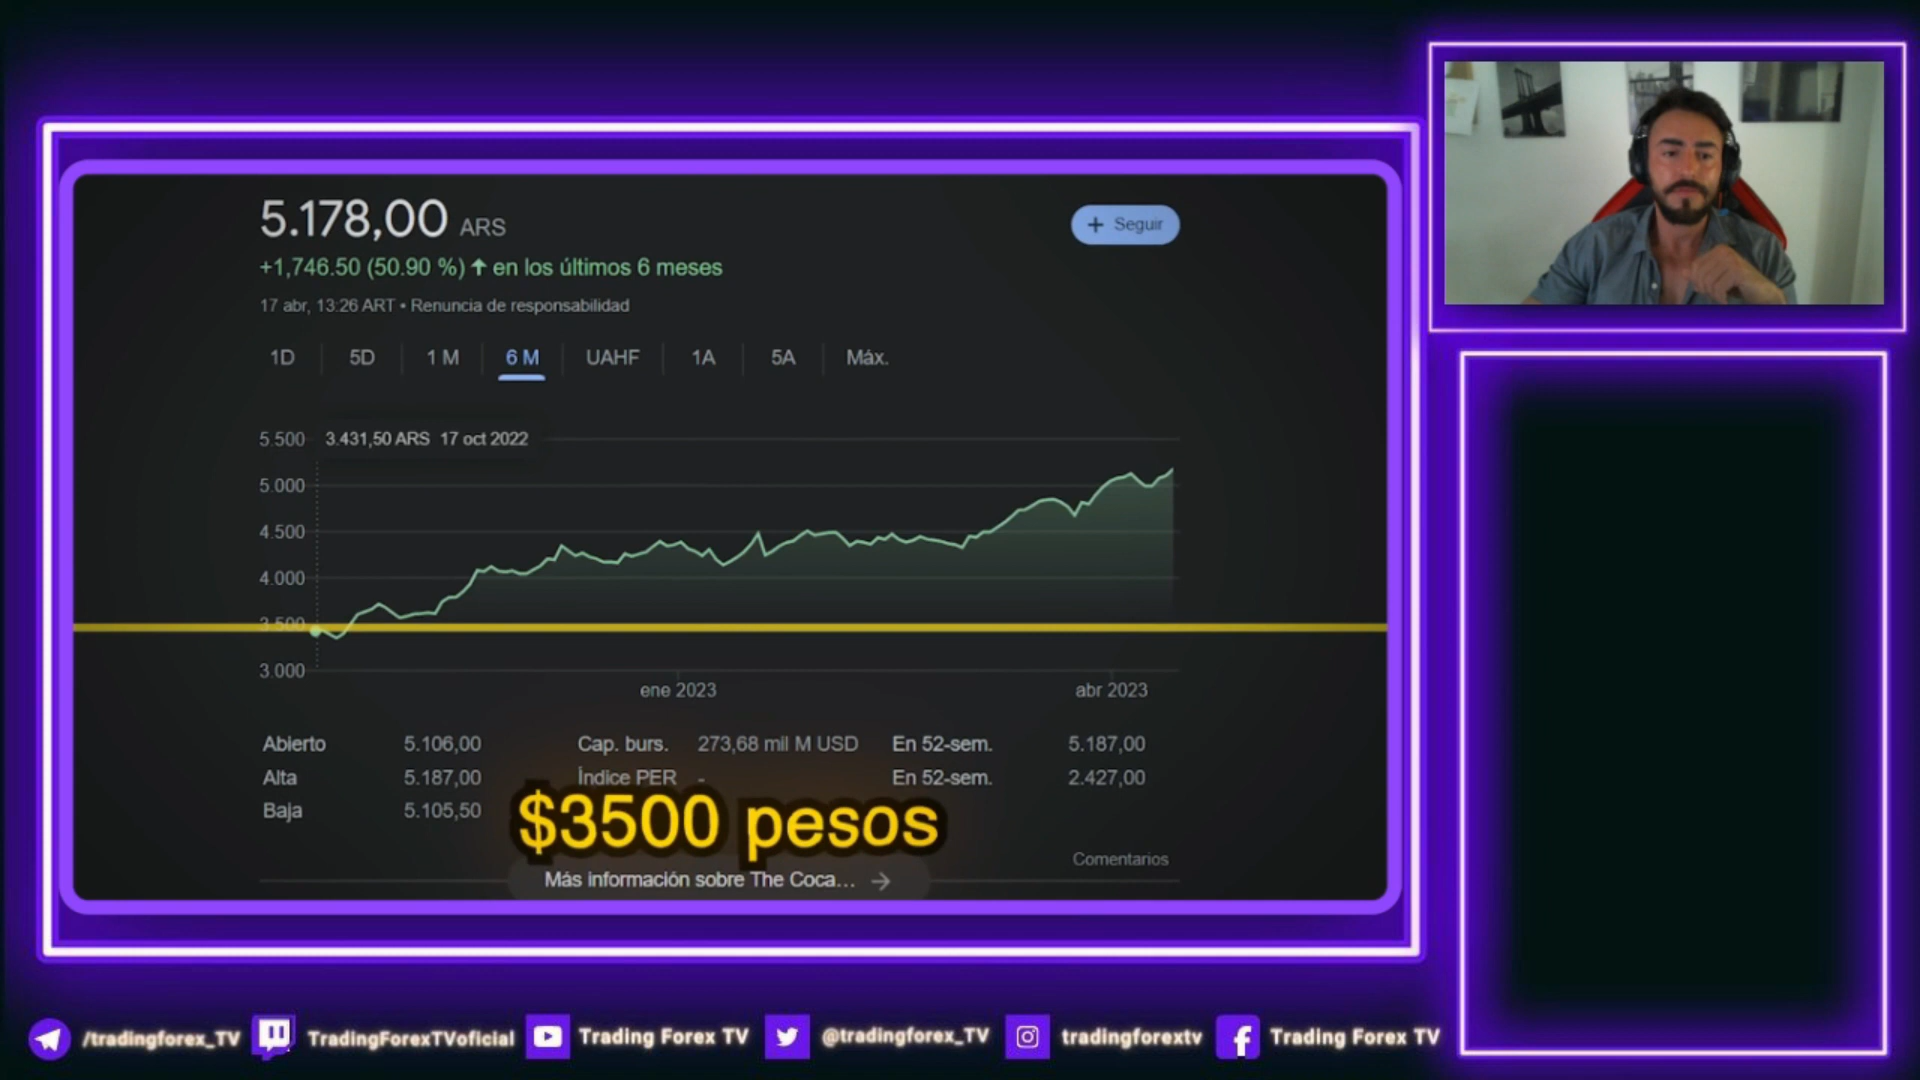 5.178,00 ARS
+ Seguir
+1,746.50 (50.90 %) ↑ en los últimos 6 meses
17 abr, 13:26 ART • Renuncia de responsabilidad
1D 5D 1 M 6 M UAHF 1A 5A Máx.
5.500 3.431,50 ARS 17 oct 2022
5.000
4.500
4.000
3.500
3.000
ene 2023 abr 2023
Abierto 5.106,00 Cap. burs. 273,68 mil M USD En 52-sem. 5.187,00
Alta 5.187,00 Índice PER - En 52-sem. 2.427,00
Baja 5.105,50
$3500 pesos
Comentarios
Más información sobre The Coca... →
/tradingforex_TV TradingForexTVoficial Trading Forex TV @tradingforex_TV tradingforextv Trading Forex TV